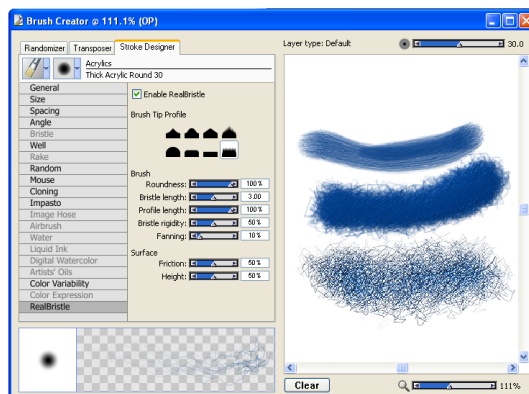 Brush Creator @ 111.1% (OP)
Randomizer Transposer Stroke Designer
Layer type: Default 30.0
Acrylics
Thick Acrylic Round 30
General
Size
Spacing
Angle
Bristle
Well
Rake
Random
Mouse
Cloning
Impasto
Image Hose
Airbrush
Water
Liquid Ink
Digital Watercolor
Artists' Oils
Color Variability
Color Expression
RealBristle
Enable RealBristle
Brush Tip Profile
Brush
Roundness: 100%
Bristle length: 3.00
Profile length: 100%
Bristle rigidity: 50%
Fanning: 10%
Surface
Friction: 50%
Height: 50%
Clear
111%